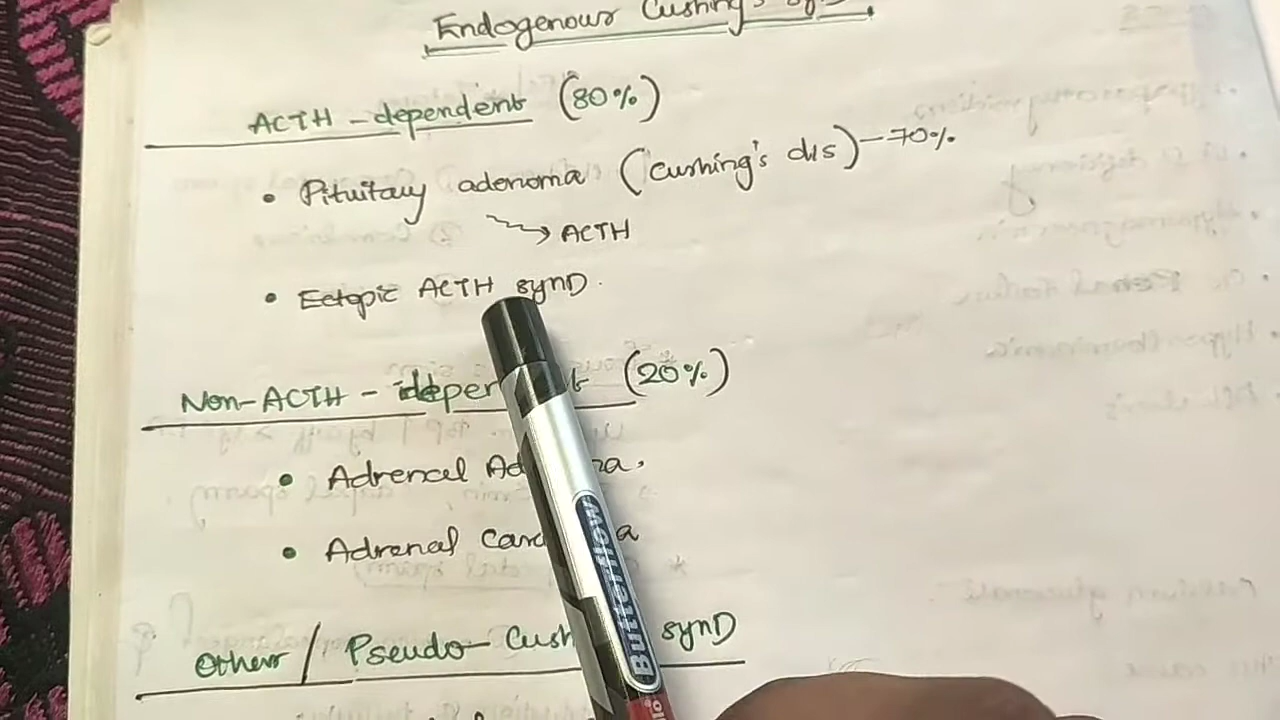 Endogenous Cushing's
ACTH - dependent (80%)
• Pituitary adenoma (Cushing's dis) - 70%
→ ACTH
• Ectopic ACTH synD.
Non-ACTH - (20%)
• Adrenal
• Adrenal
Others / Pseudo- synD
Butterflow